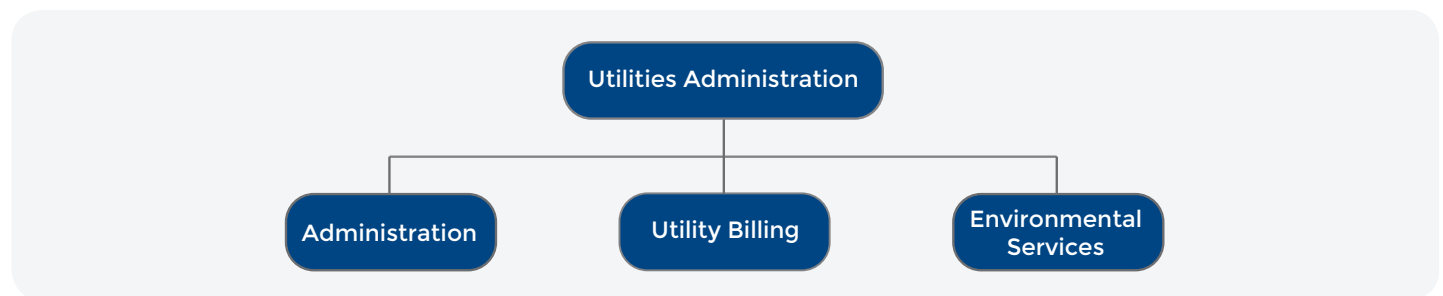 Utilities Administration
Administration
Utility Billing
Environmental
Services